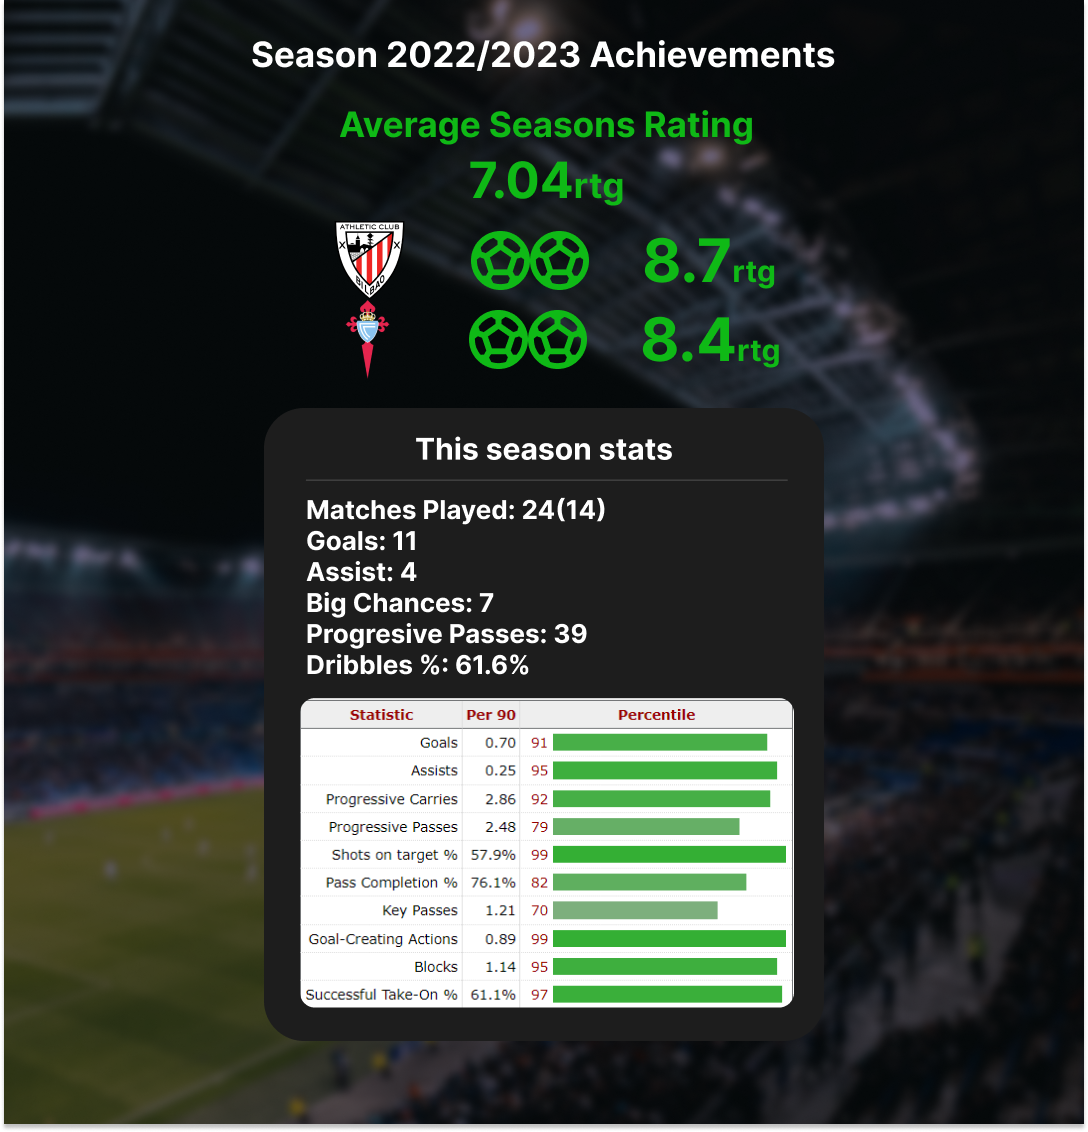 Season 2022/2023 Achievements
Average Seasons Rating
7.04rtg
ATHLETIC CLUB
BILBAO
8.7rtg
8.4rtg
This season stats
Matches Played: 24(14)
Goals: 11
Assist: 4
Big Chances: 7
Progresive Passes: 39
Dribbles %: 61.6%
Statistic Per 90 Percentile
Goals 0.70 91
Assists 0.25 95
Progressive Carries 2.86 92
Progressive Passes 2.48 79
Shots on target % 57.9% 99
Pass Completion % 76.1% 82
Key Passes 1.21 70
Goal-Creating Actions 0.89 99
Blocks 1.14 95
Successful Take-On % 61.1% 97